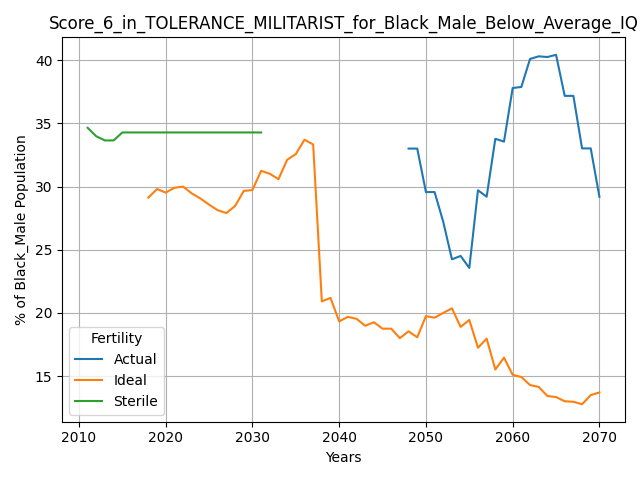 Score_6_in_TOLERANCE_MILITARIST_for_Black_Male_Below_Average_IQ
40
35
30
25
20
15
% of Black_Male Population
Fertility
Actual
Ideal
Sterile
2010 2020 2030 2040 2050 2060 2070
Years